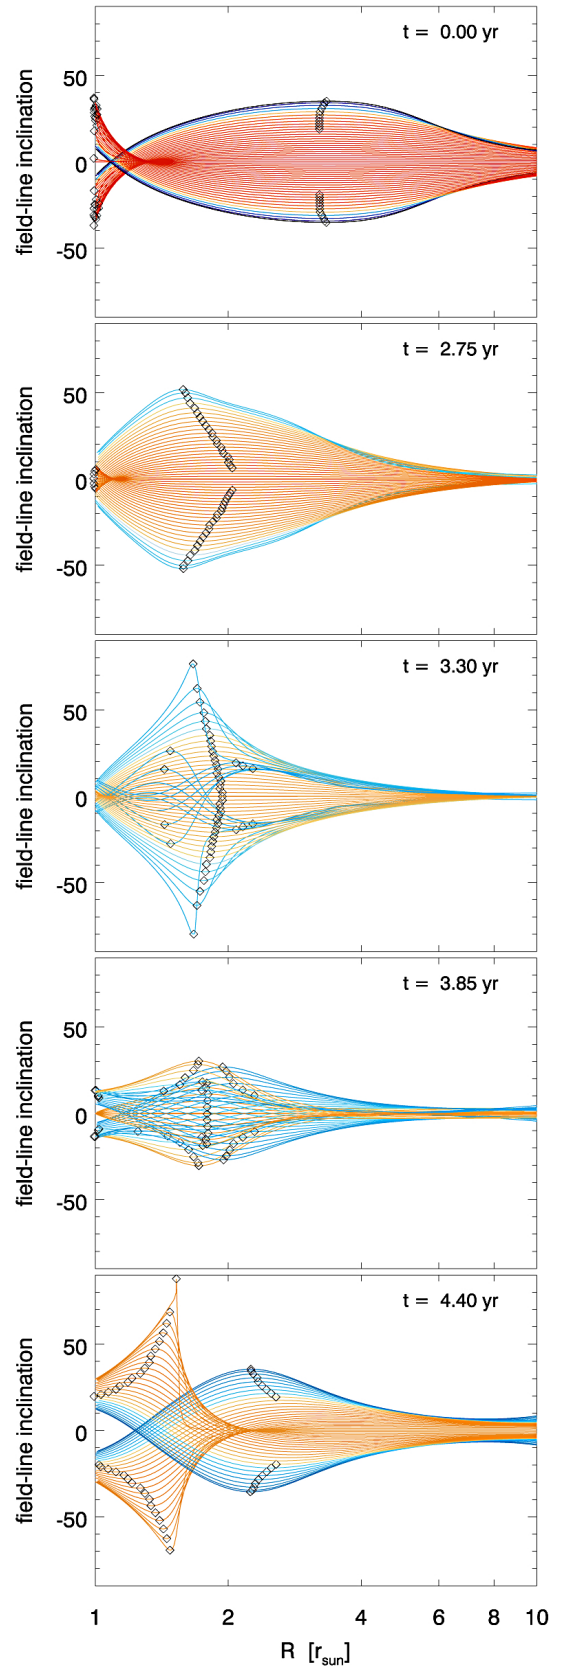 t = 0.00 yr
50
0
-50
field-line inclination
t = 2.75 yr
50
0
-50
field-line inclination
t = 3.30 yr
50
0
-50
field-line inclination
t = 3.85 yr
50
0
-50
field-line inclination
t = 4.40 yr
50
0
-50
field-line inclination
1 2 4 6 8 10
R [r_sun]